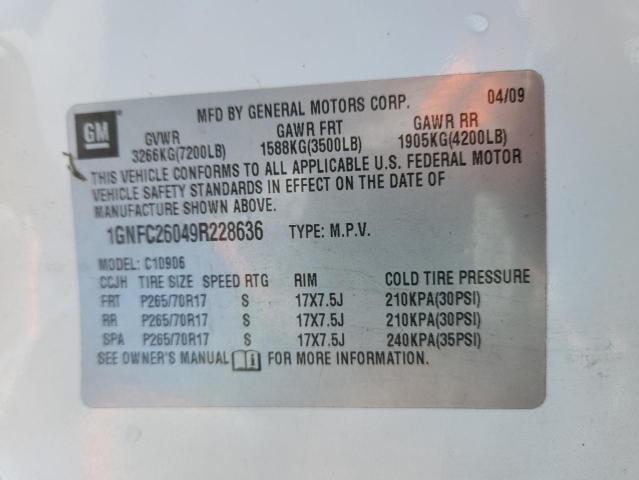 MFD BY GENERAL MOTORS CORP. 04/09
GM
GVWR GAWR FRT GAWR RR
3266KG(7200LB) 1588KG(3500LB) 1905KG(4200LB)
THIS VEHICLE CONFORMS TO ALL APPLICABLE U.S. FEDERAL MOTOR
VEHICLE SAFETY STANDARDS IN EFFECT ON THE DATE OF
MANUFACTURE SHOWN ABOVE.
1GNFC26049R228636 TYPE: M.P.V.
MODEL: C10906
CCJH TIRE SIZE SPEED RTG RIM COLD TIRE PRESSURE
FRT P265/70R17 S 17X7.5J 210KPA(30PSI)
RR P265/70R17 S 17X7.5J 210KPA(30PSI)
SPA P265/70R17 S 17X7.5J 240KPA(35PSI)
SEE OWNER'S MANUAL FOR MORE INFORMATION.